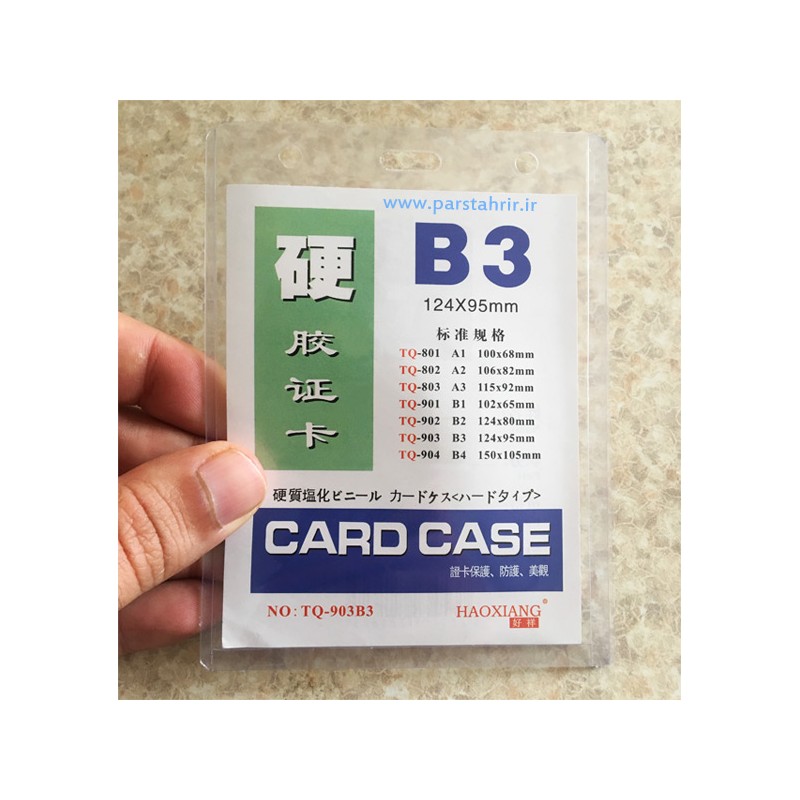 www.parstahrir.ir
硬
胶
证
卡
B3
124X95mm
标准规格
TQ-801 A1 100x68mm
TQ-802 A2 106x82mm
TQ-803 A3 115x92mm
TQ-901 B1 102x65mm
TQ-902 B2 124x80mm
TQ-903 B3 124x95mm
TQ-904 B4 150x105mm
硬質塩化ビニール カードケス<ハードタイプ>
CARD CASE
證卡保護、防護、美觀
NO: TQ-903B3
HAOXIANG®
好祥